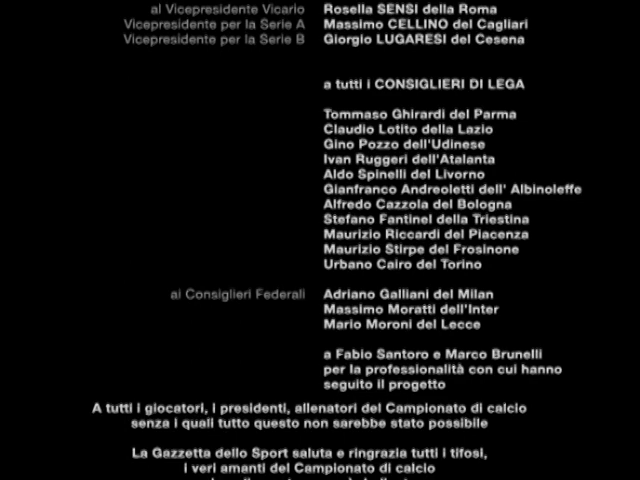 al Vicepresidente Vicario Rosella SENSI della Roma
Vicepresidente per la Serie A Massimo CELLINO del Cagliari
Vicepresidente per la Serie B Giorgio LUGARESI del Cesena
a tutti i CONSIGLIERI DI LEGA
Tommaso Ghirardi del Parma
Claudio Lotito della Lazio
Gino Pozzo dell'Udinese
Ivan Ruggeri dell'Atalanta
Aldo Spinelli del Livorno
Gianfranco Andreoletti dell' Albinoleffe
Alfredo Cazzola del Bologna
Stefano Fantinel della Triestina
Maurizio Riccardi del Piacenza
Maurizio Stirpe del Frosinone
Urbano Cairo del Torino
ai Consiglieri Federali Adriano Galliani del Milan
Massimo Moratti dell'Inter
Mario Moroni del Lecce
a Fabio Santoro e Marco Brunelli
per la professionalità con cui hanno
seguito il progetto
A tutti i giocatori, i presidenti, allenatori del Campionato di calcio
senza i quali tutto questo non sarebbe stato possibile
La Gazzetta dello Sport saluta e ringrazia tutti i tifosi,
i veri amanti del Campionato di calcio